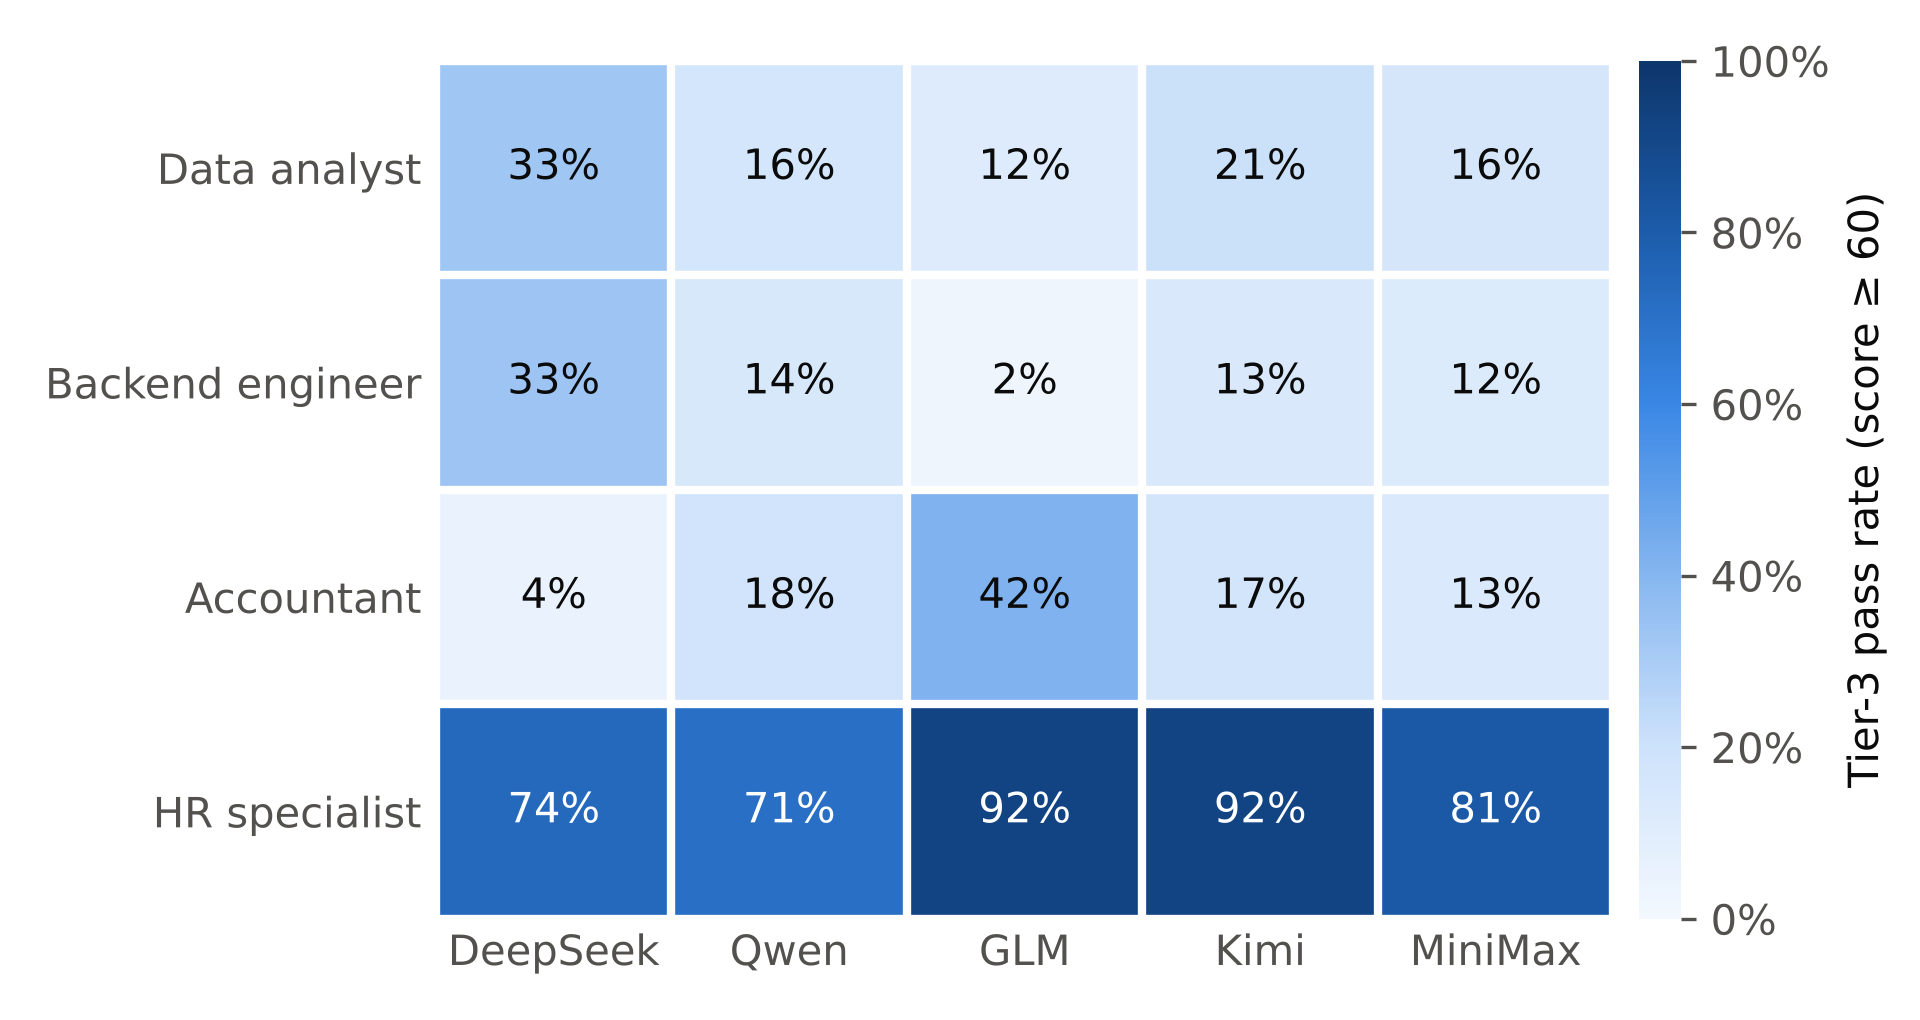 Data analyst 33% 16% 12% 21% 16%
Backend engineer 33% 14% 2% 13% 12%
Accountant 4% 18% 42% 17% 13%
HR specialist 74% 71% 92% 92% 81%
DeepSeek Qwen GLM Kimi MiniMax
100%
80%
60%
40%
20%
0%
Tier-3 pass rate (score ≥ 60)